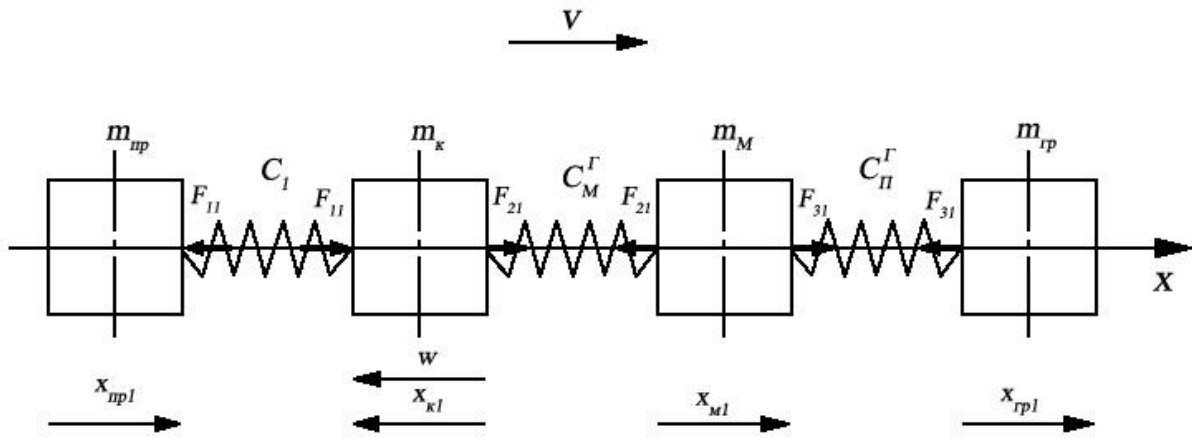 V
m_пр m_к m_М m_гр
C_1 C_М^Г C_П^Г
F_11 F_11 F_21 F_21 F_31 F_31
X
w
x_пр1 x_к1 x_м1 x_гр1